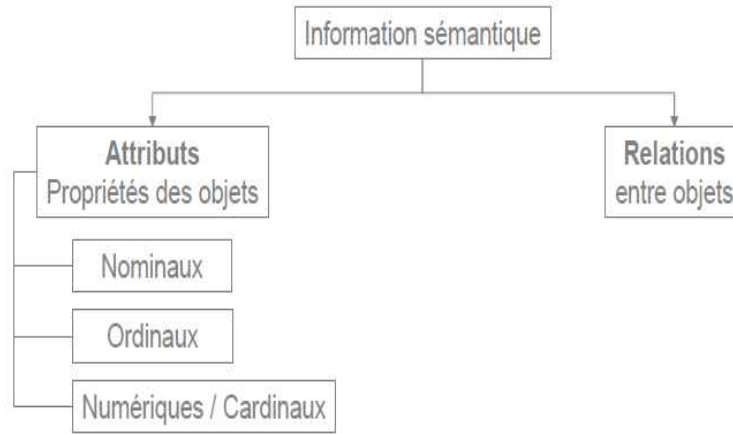 Information sémantique
Attributs
Propriétés des objets
Relations
entre objets
Nominaux
Ordinaux
Numériques / Cardinaux